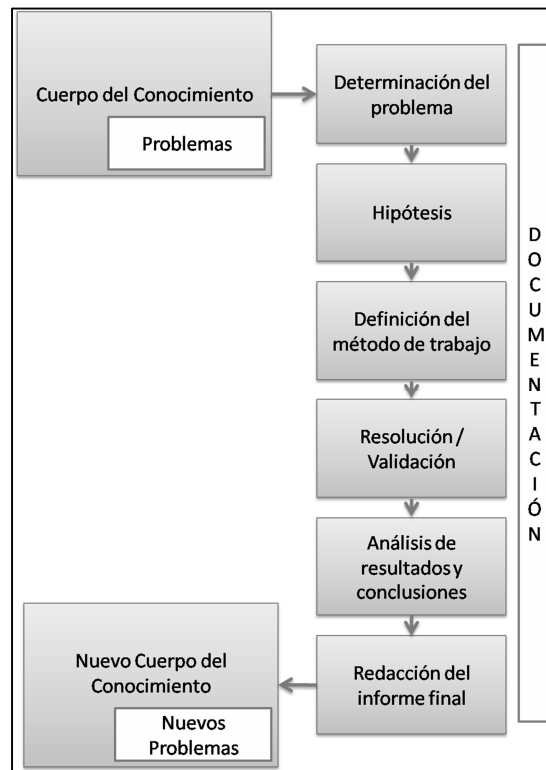 Cuerpo del Conocimiento
Problemas
Determinación del
problema
Hipótesis
Definición del
método de trabajo
Resolución /
Validación
Análisis de
resultados y
conclusiones
Redacción del
informe final
Nuevo Cuerpo del
Conocimiento
Nuevos
Problemas
D
O
C
U
M
E
N
T
A
C
I
Ó
N